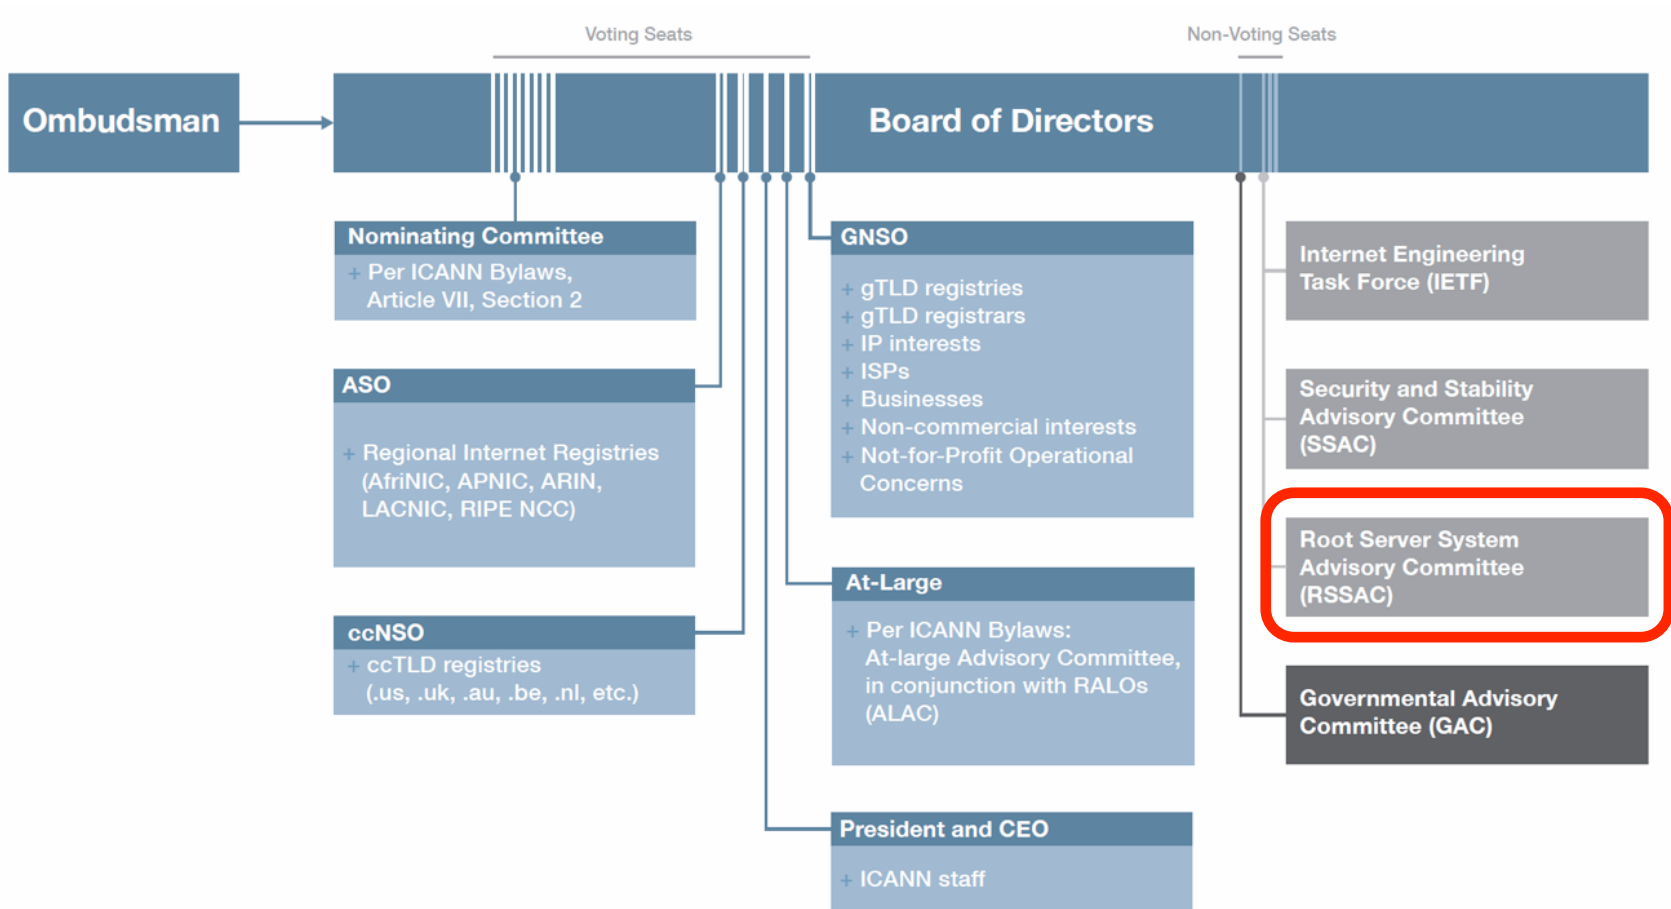 Voting Seats
Non-Voting Seats
Ombudsman
Board of Directors
Nominating Committee
+ Per ICANN Bylaws,
Article VII, Section 2
ASO
+ Regional Internet Registries
(AfriNIC, APNIC, ARIN,
LACNIC, RIPE NCC)
ccNSO
+ ccTLD registries
(.us, .uk, .au, .be, .nl, etc.)
GNSO
+ gTLD registries
+ gTLD registrars
+ IP interests
+ ISPs
+ Businesses
+ Non-commercial interests
+ Not-for-Profit Operational
Concerns
At-Large
+ Per ICANN Bylaws:
At-large Advisory Committee,
in conjunction with RALOs
(ALAC)
President and CEO
+ ICANN staff
Internet Engineering
Task Force (IETF)
Security and Stability
Advisory Committee
(SSAC)
Root Server System
Advisory Committee
(RSSAC)
Governmental Advisory
Committee (GAC)